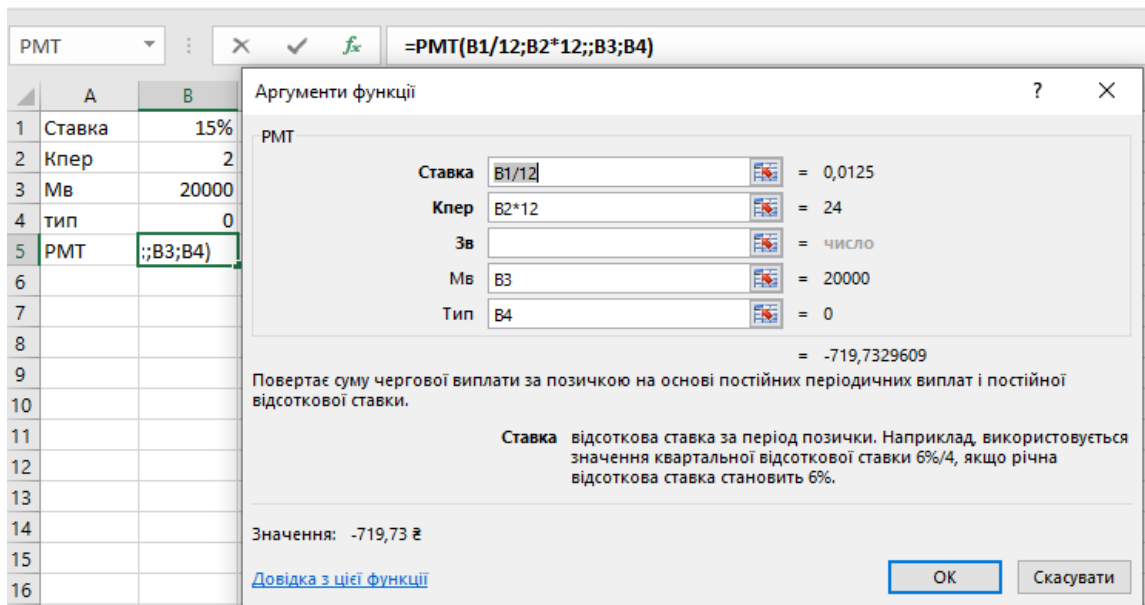 PMT fx =PMT(B1/12;B2*12;;B3;B4)
A B
1 Ставка 15%
2 Кпер 2
3 Мв 20000
4 тип 0
5 PMT ;;B3;B4)
6
7
8
9
10
11
12
13
14
15
16
Аргументи функції ? ×
PMT
Ставка B1/12 = 0,0125
Кпер B2*12 = 24
Зв = число
Мв B3 = 20000
Тип B4 = 0
= -719,7329609
Повертає суму чергової виплати за позичкою на основі постійних періодичних виплат і постійної
відсоткової ставки.
Ставка відсоткова ставка за період позички. Наприклад, використовується
значення квартальної відсоткової ставки 6%/4, якщо річна
відсоткова ставка становить 6%.
Значення: -719,73 ₴
Довідка з цієї функції
ОК Скасувати